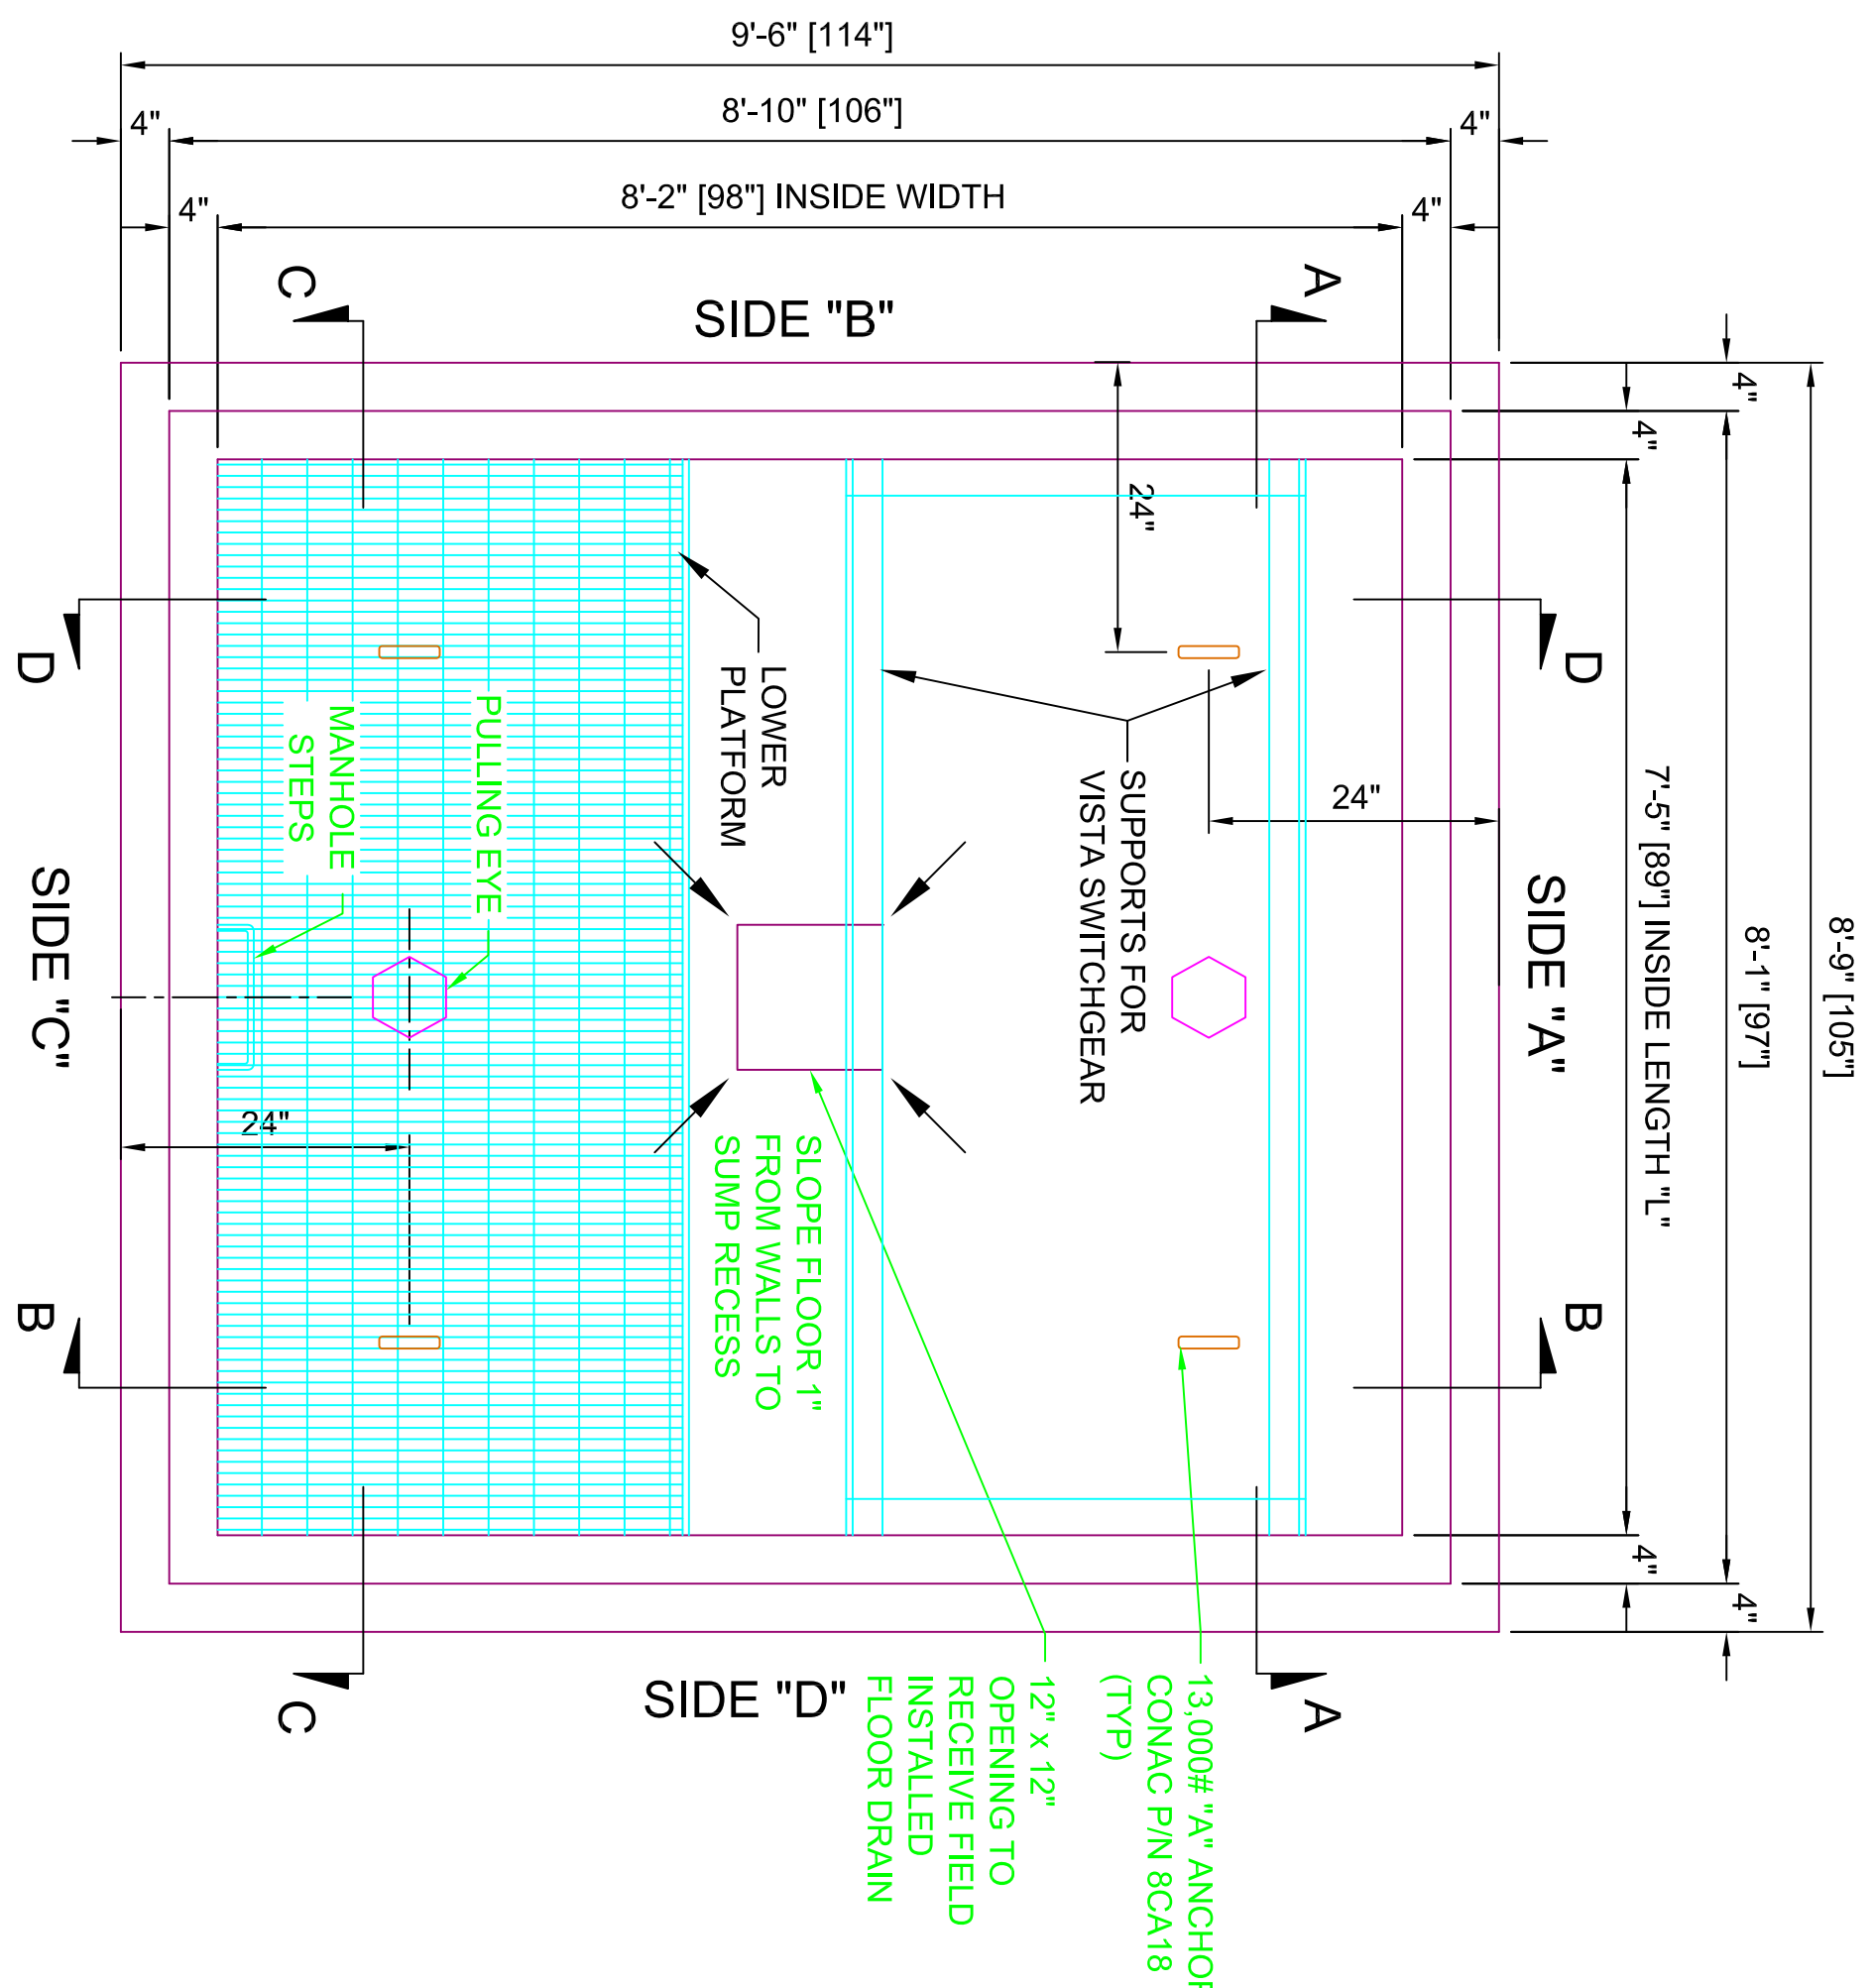 9'-6" [114"]
8'-10" [106"]
4"
4"
8'-2" [98"] INSIDE WIDTH
4"
4"
C
A
SIDE "B"
4"
4"
24"
D
D
LOWER
PLATFORM
PULLING EYE
MANHOLE
STEPS
SUPPORTS FOR
VISTA SWITCHGEAR
24"
7'-5" [89"] INSIDE LENGTH "L"
8'-1" [97"]
8'-9" [105"]
SIDE "A"
SIDE "C"
24"
SLOPE FLOOR 1"
FROM WALLS TO
SUMP RECESS
B
B
4"
4"
C
SIDE "D"
A
13,000# "A" ANCHOR
CONAC P/N 8CA18
(TYP)
12" x 12"
OPENING TO
RECEIVE FIELD
INSTALLED
FLOOR DRAIN